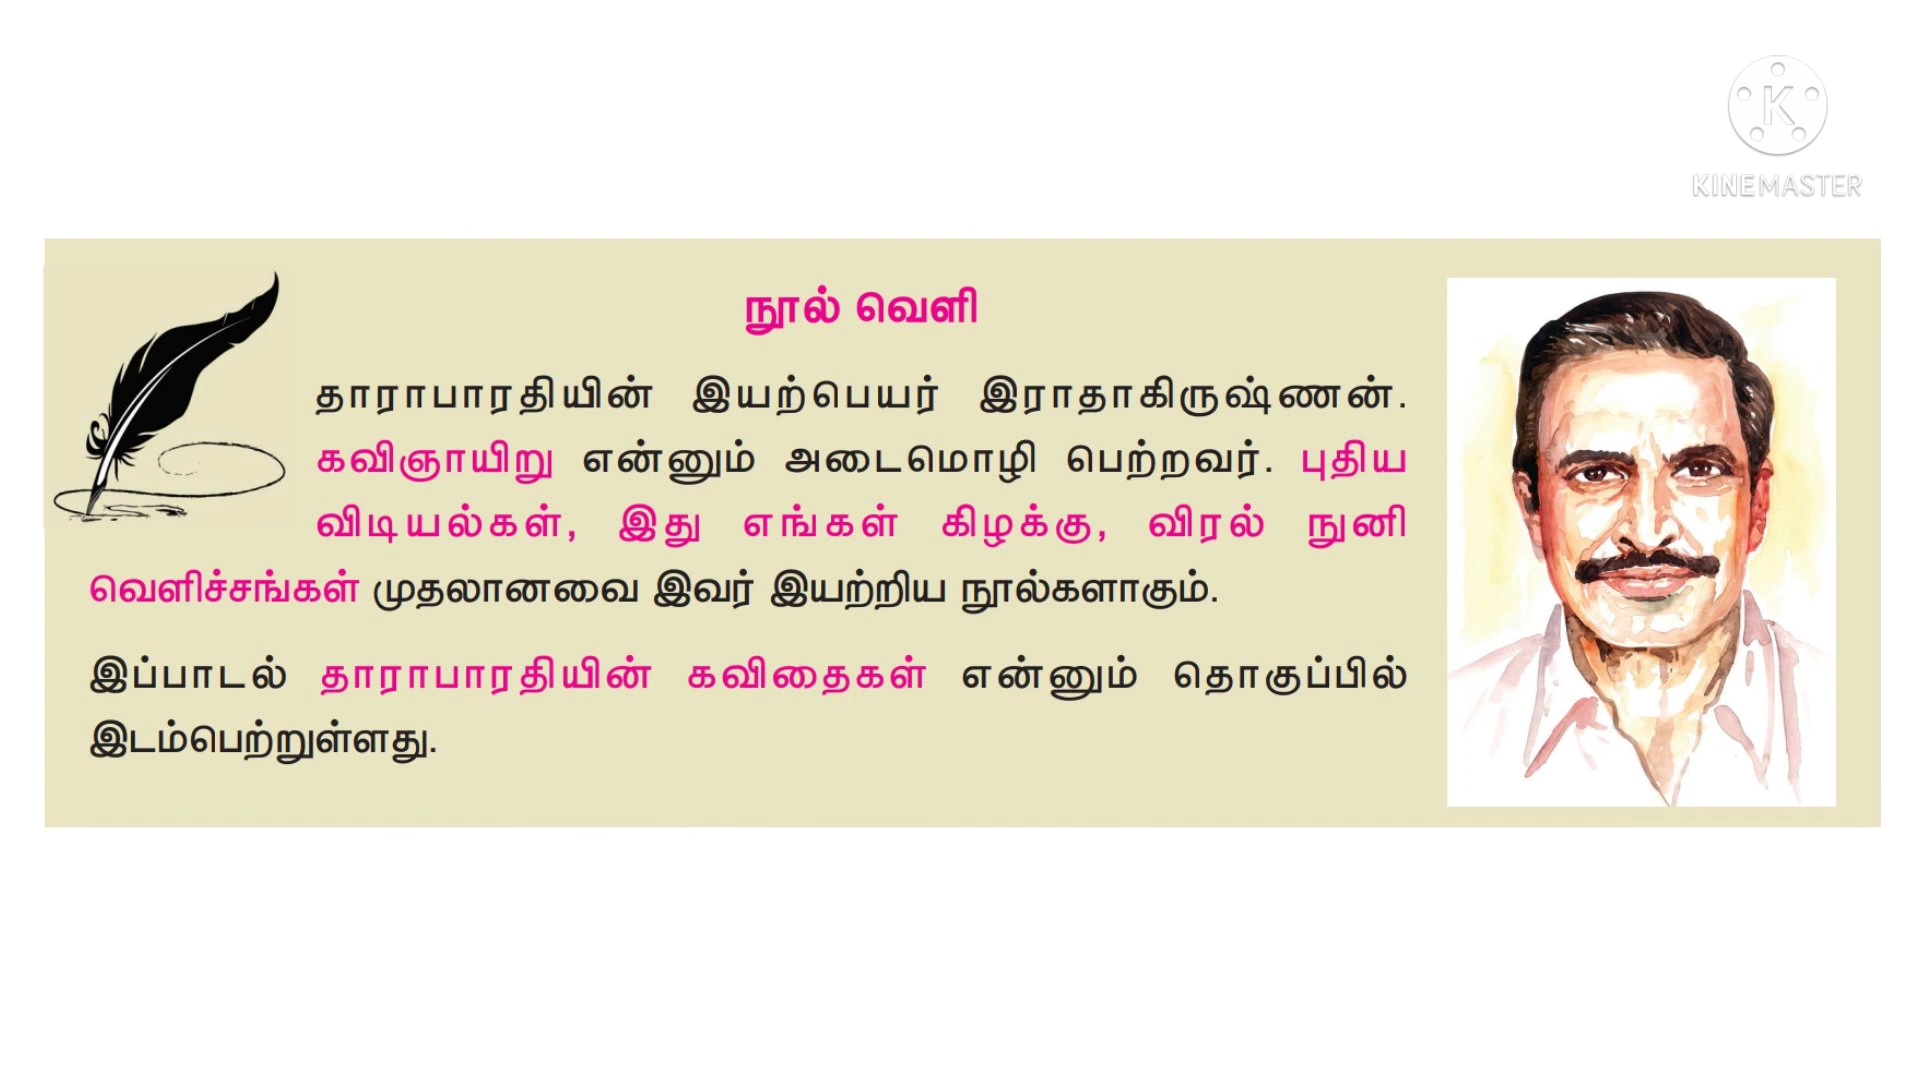 KINEMASTER
நூல் வெளி
தாராபாரதியின் இயற்பெயர் இராதாகிருஷ்ணன்.
கவிஞாயிறு என்னும் அடைமொழி பெற்றவர். புதிய
விடியல்கள், இது எங்கள் கிழக்கு, விரல் நுனி
வெளிச்சங்கள் முதலானவை இவர் இயற்றிய நூல்களாகும்.
இப்பாடல் தாராபாரதியின் கவிதைகள் என்னும் தொகுப்பில்
இடம்பெற்றுள்ளது.